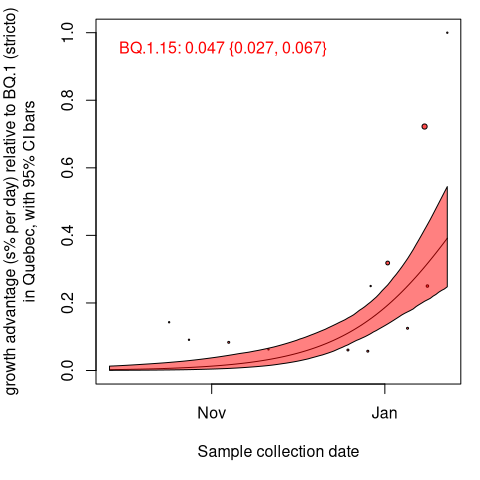 growth advantage (s% per day) relative to BQ.1 (stricto)
in Quebec, with 95% CI bars
BQ.1.15: 0.047 {0.027, 0.067}
1.0
0.8
0.6
0.4
0.2
0.0
Nov Jan
Sample collection date